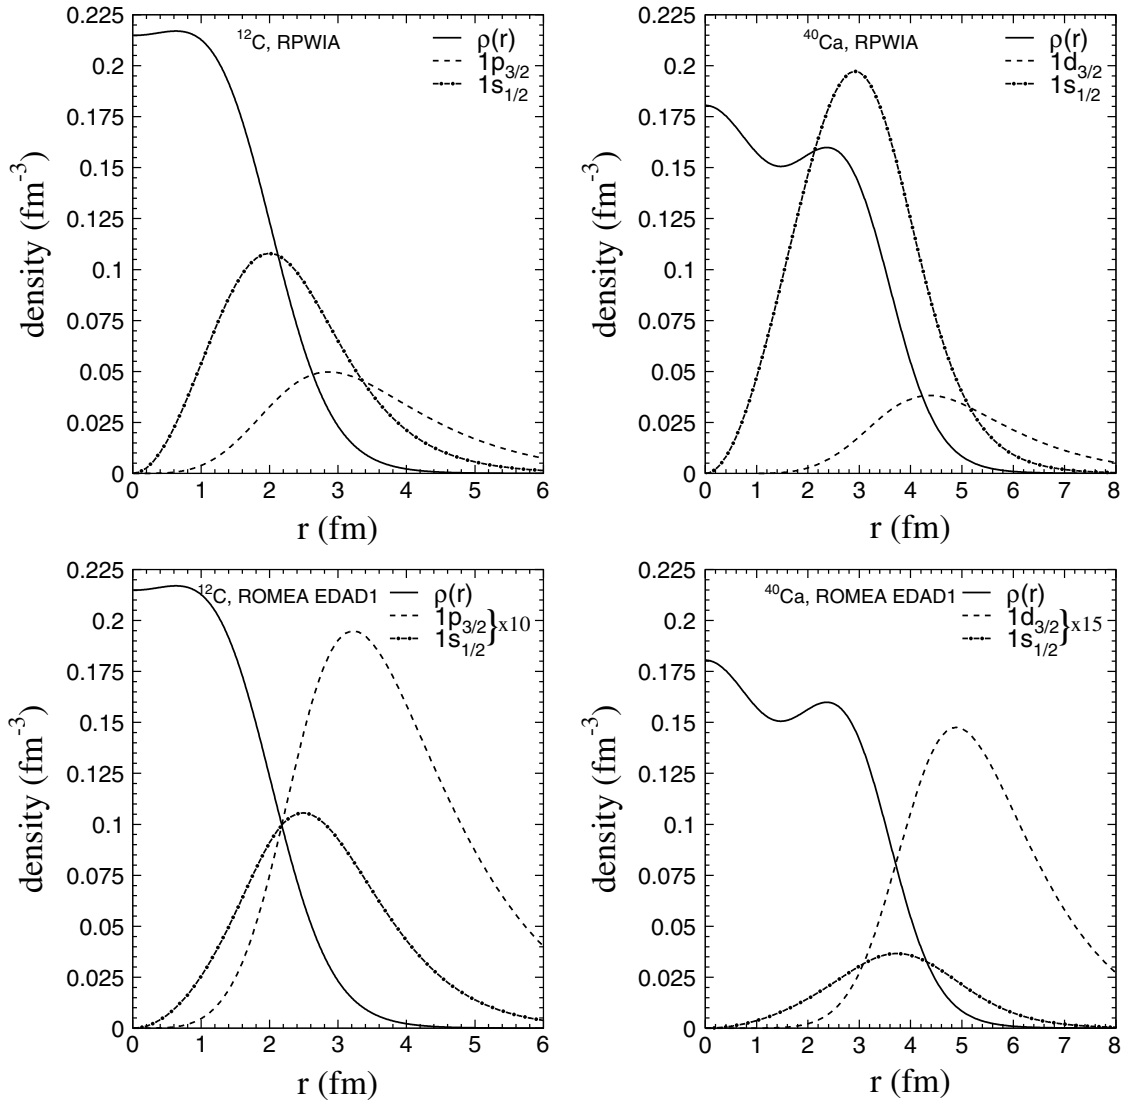 ¹²C, RPWIA
ρ(r)
1p₃/₂
1s₁/₂
0.225
0.2
0.175
0.15
0.125
0.1
0.075
0.05
0.025
0
density (fm⁻³)
0 1 2 3 4 5 6
r (fm)
⁴⁰Ca, RPWIA
ρ(r)
1d₃/₂
1s₁/₂
0.225
0.2
0.175
0.15
0.125
0.1
0.075
0.05
0.025
0
density (fm⁻³)
0 1 2 3 4 5 6 7 8
r (fm)
¹²C, ROMEA EDAD1
ρ(r)
1p₃/₂
1s₁/₂
}x10
0.225
0.2
0.175
0.15
0.125
0.1
0.075
0.05
0.025
0
density (fm⁻³)
0 1 2 3 4 5 6
r (fm)
⁴⁰Ca, ROMEA EDAD1
ρ(r)
1d₃/₂
1s₁/₂
}x15
0.225
0.2
0.175
0.15
0.125
0.1
0.075
0.05
0.025
0
density (fm⁻³)
0 1 2 3 4 5 6 7 8
r (fm)